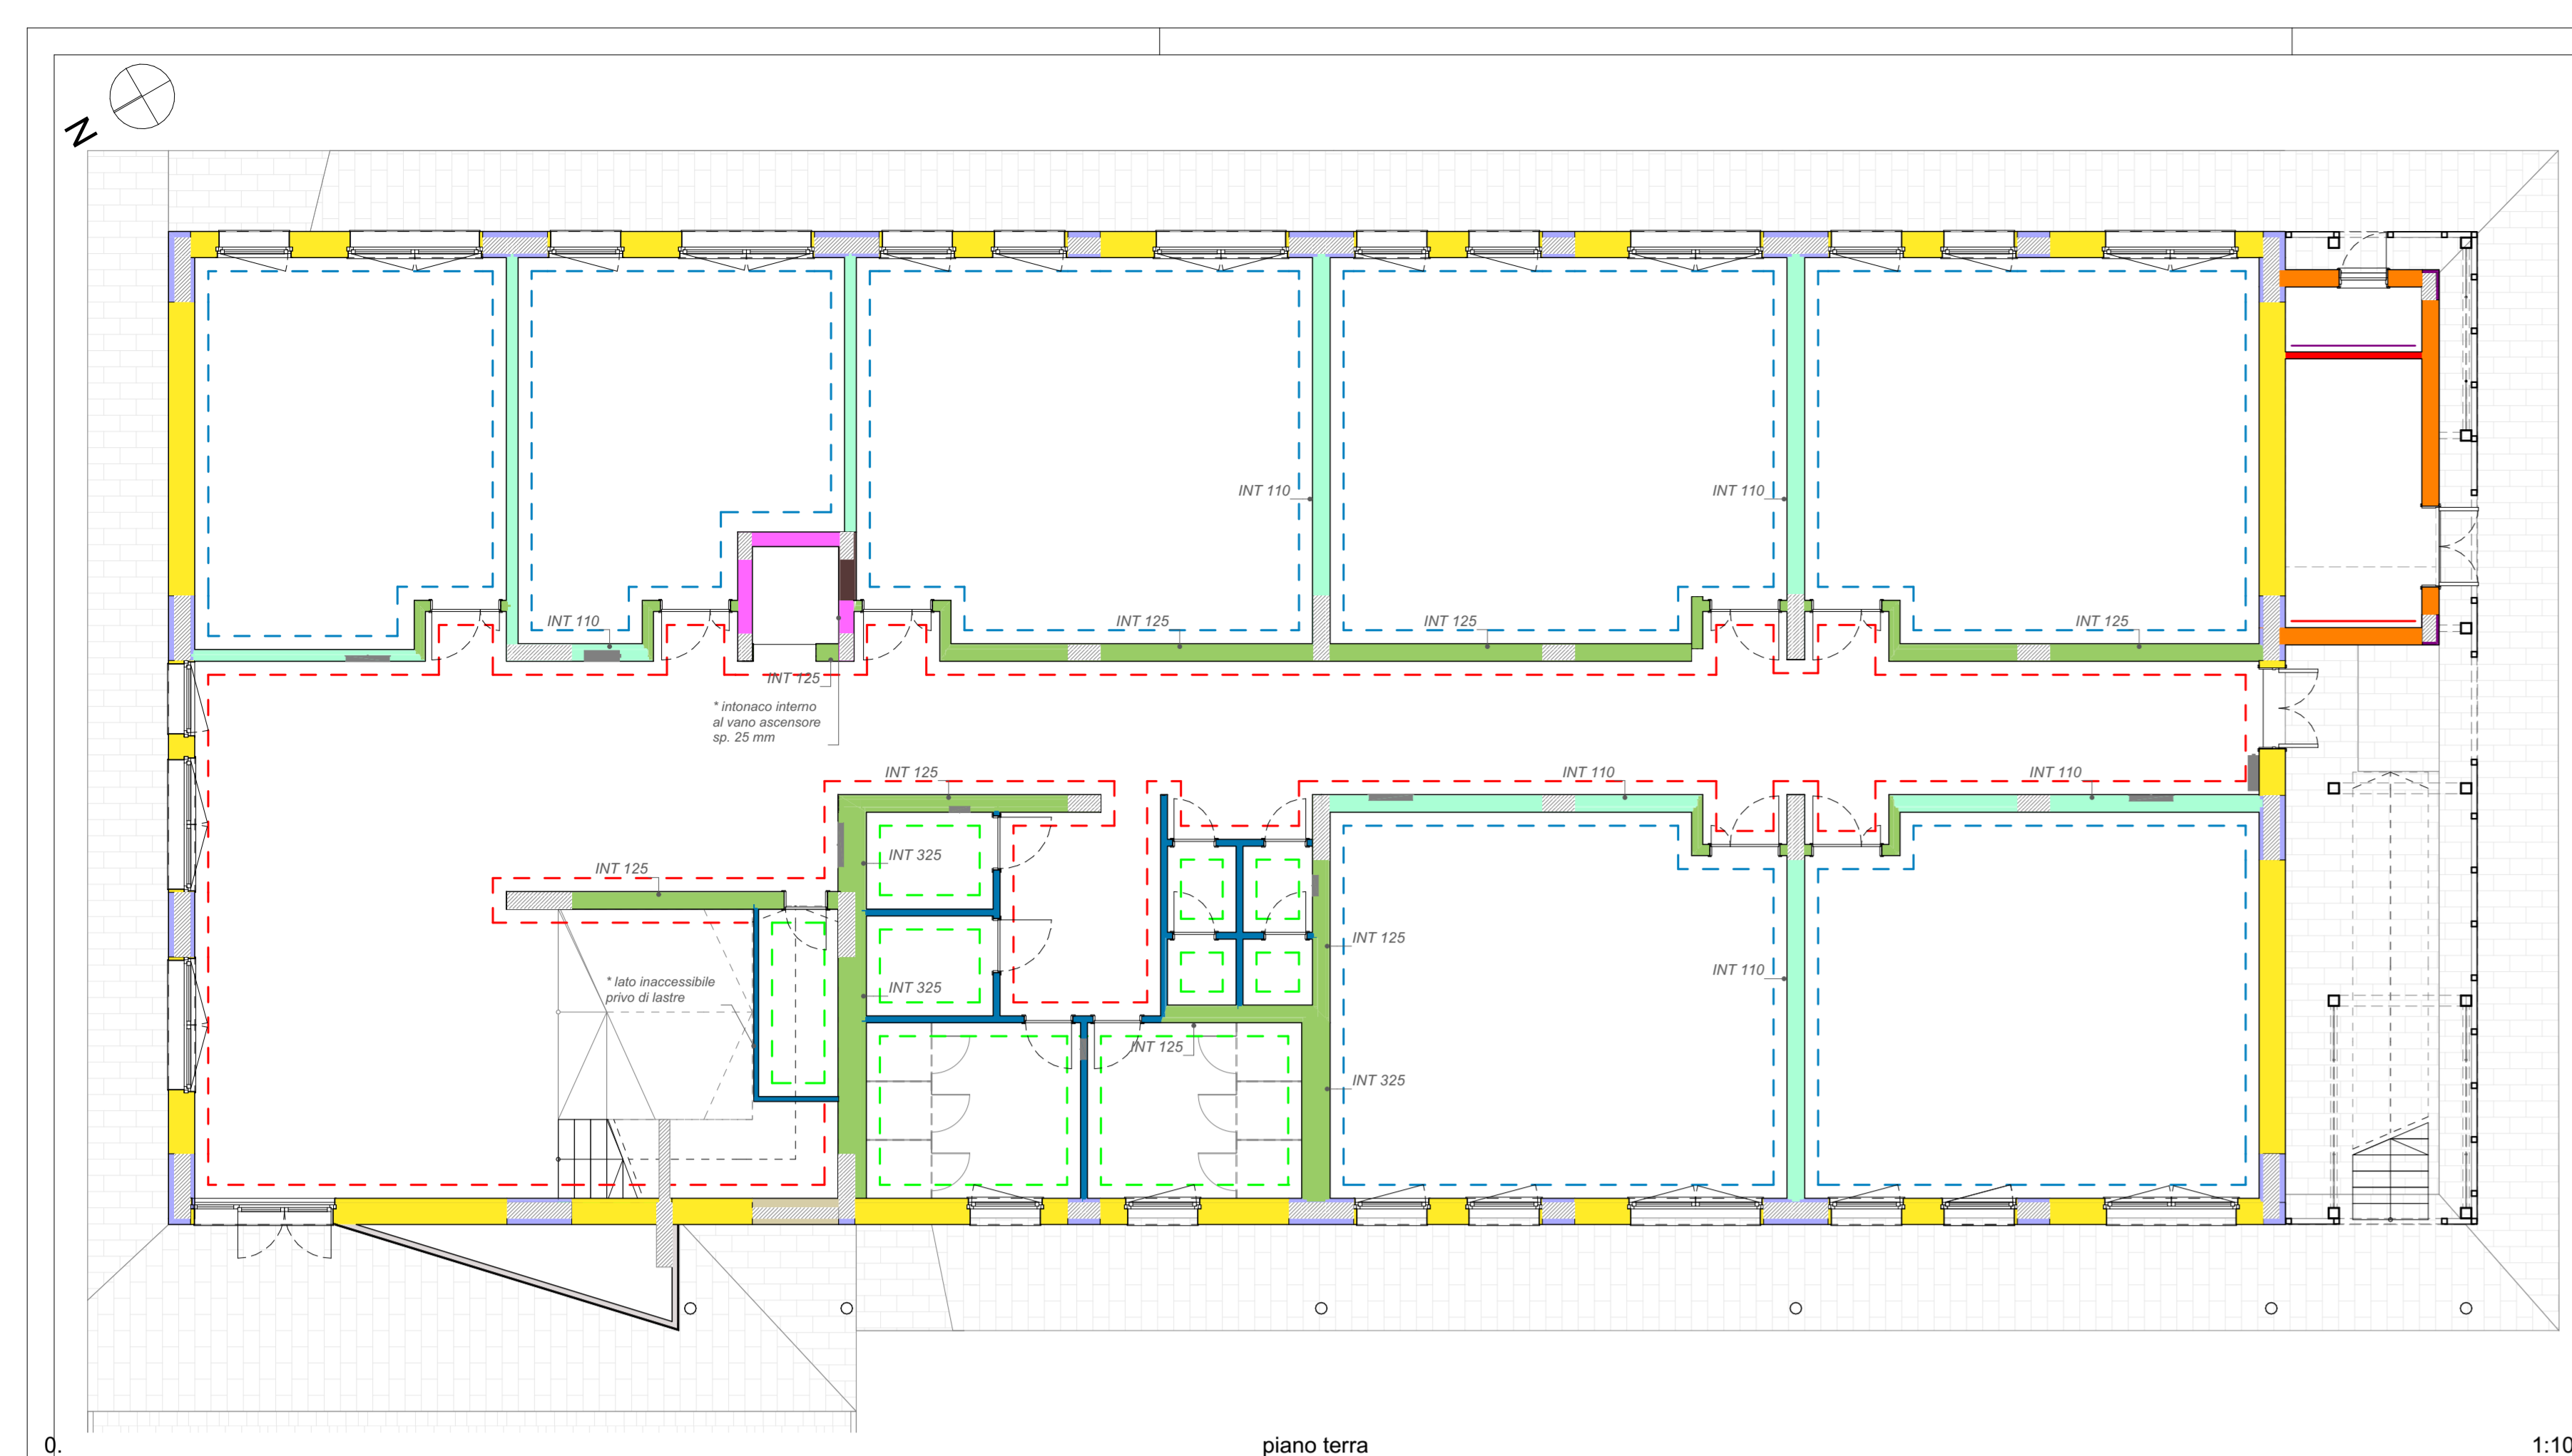 N
INT 110
INT 110
INT 110
INT 125
INT 125
INT 125
INT 125
* intonaco interno
al vano ascensore
sp. 25 mm
INT 125
INT 110
INT 110
INT 325
INT 125
INT 125
INT 110
* lato inaccessibile
privo di lastre
INT 325
INT 125
INT 325
0.
piano terra
1:10